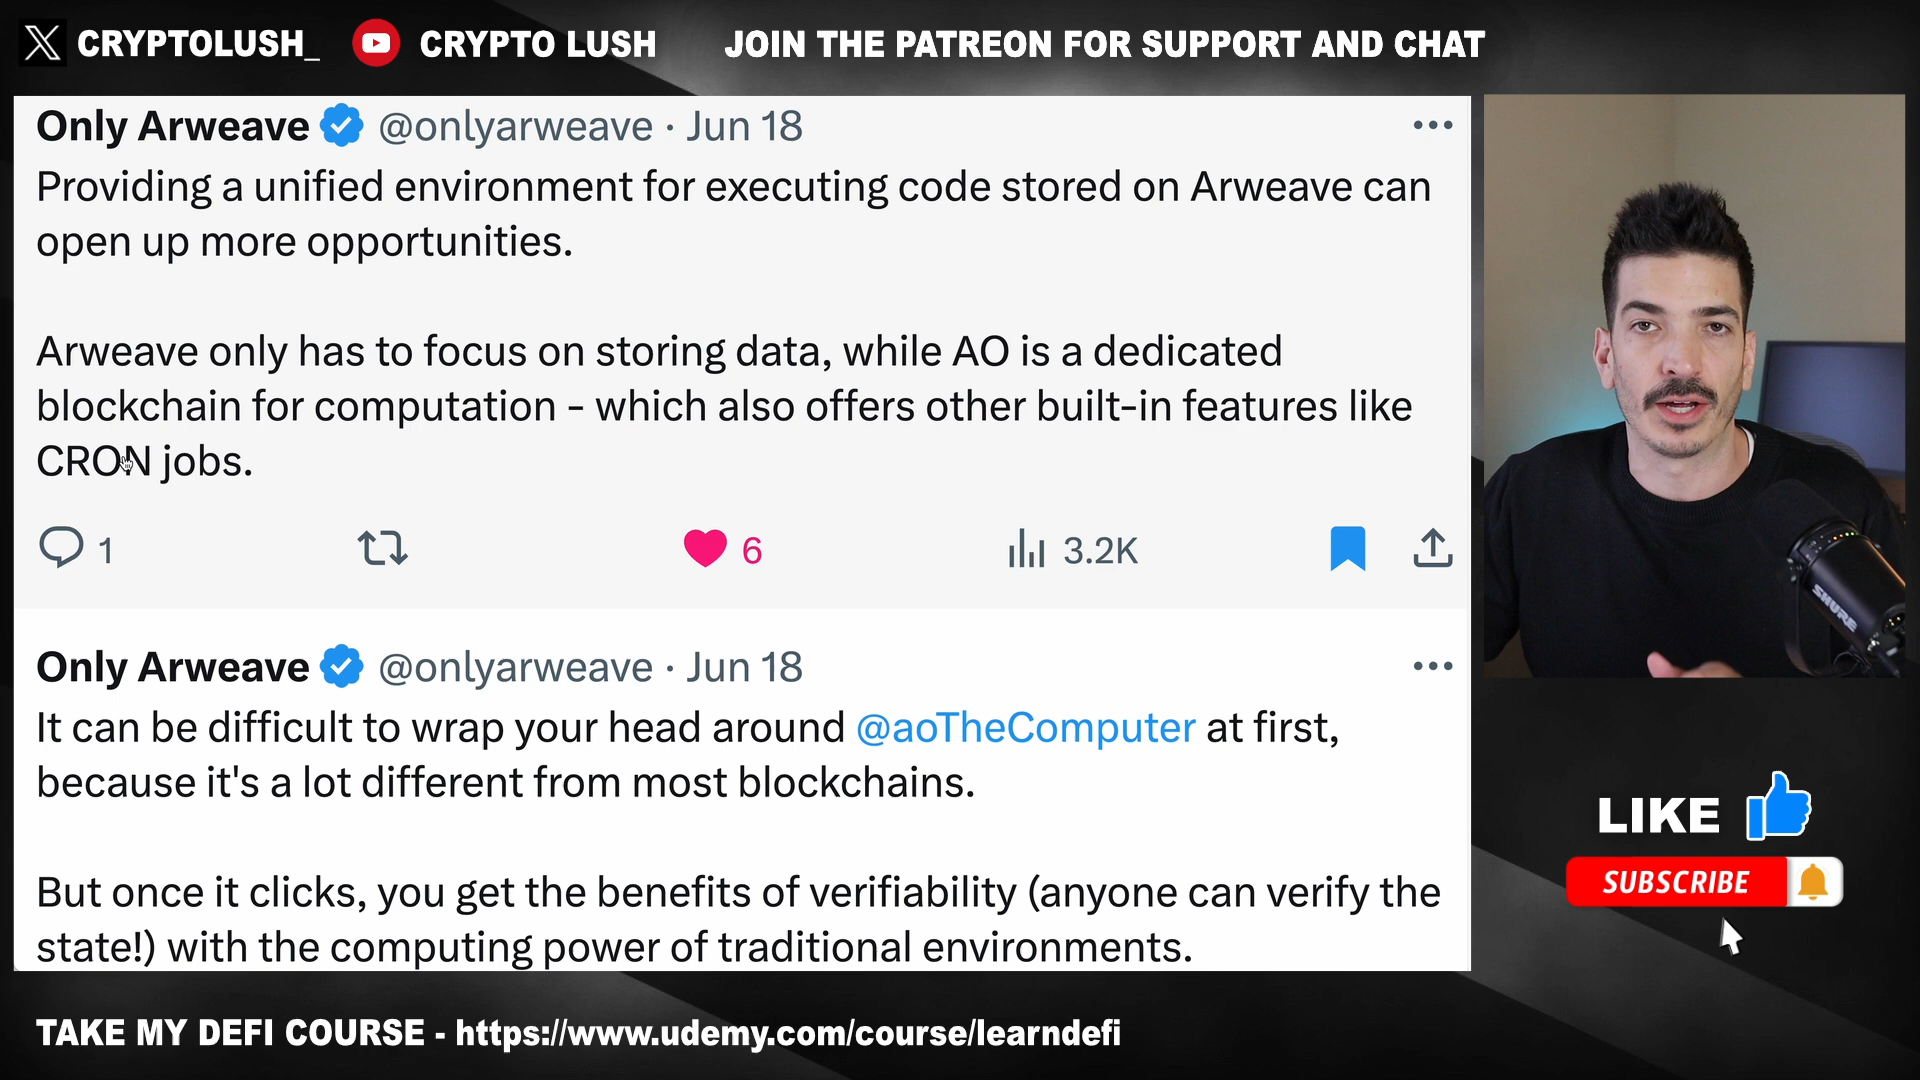 CRYPTOLUSH_ CRYPTO LUSH JOIN THE PATREON FOR SUPPORT AND CHAT
Only Arweave @onlyarweave · Jun 18
Providing a unified environment for executing code stored on Arweave can
open up more opportunities.
Arweave only has to focus on storing data, while AO is a dedicated
blockchain for computation - which also offers other built-in features like
CRON jobs.
1 6 3.2K
Only Arweave @onlyarweave · Jun 18
It can be difficult to wrap your head around @aoTheComputer at first,
because it's a lot different from most blockchains.
But once it clicks, you get the benefits of verifiability (anyone can verify the
state!) with the computing power of traditional environments.
SHURE
LIKE
SUBSCRIBE
TAKE MY DEFI COURSE - https://www.udemy.com/course/learndefi